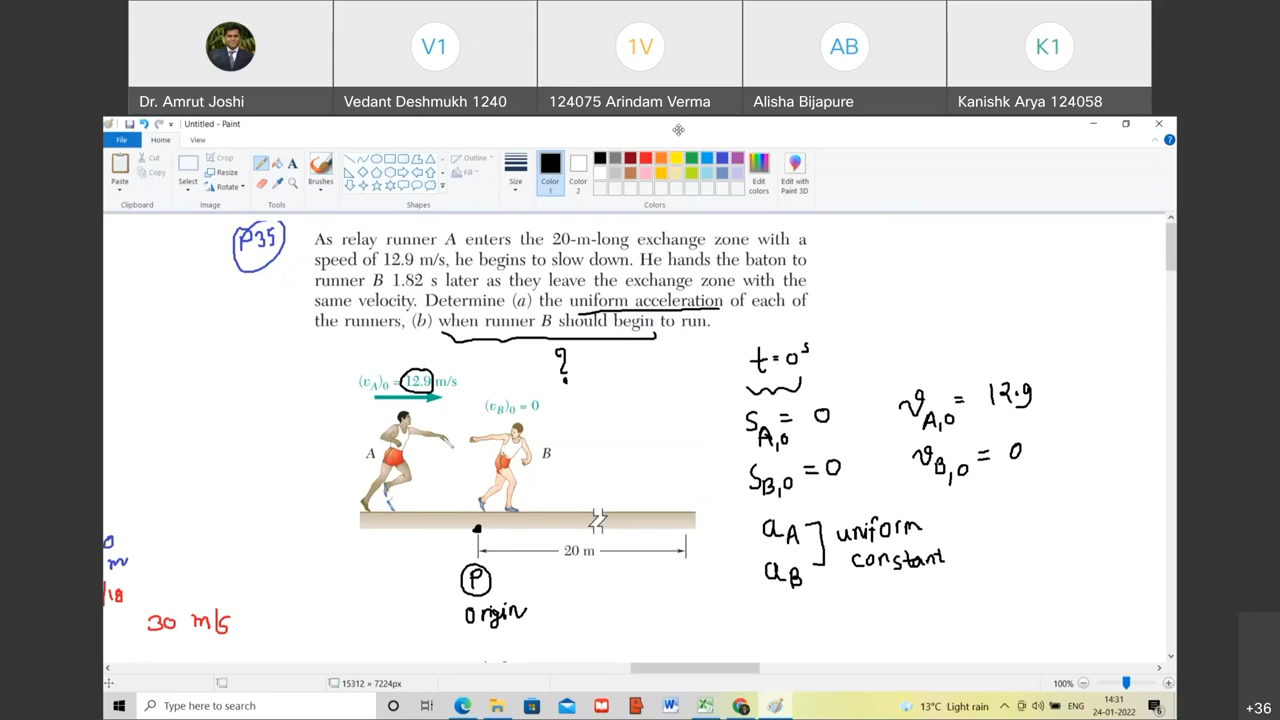 V1
1V
AB
K1
Dr. Amrut Joshi
Vedant Deshmukh 1240
124075 Arindam Verma
Alisha Bijapure
Kanishk Arya 124058
Untitled - Paint
File
Home
View
Paste
Cut
Copy
Clipboard
Select
Crop
Resize
Rotate
Image
A
Tools
Brushes
Outline
Fill
Shapes
Size
Color 1
Color 2
Edit colors
Edit with Paint 3D
Colors
P35
As relay runner A enters the 20-m-long exchange zone with a
speed of 12.9 m/s, he begins to slow down. He hands the baton to
runner B 1.82 s later as they leave the exchange zone with the
same velocity. Determine (a) the uniform acceleration of each of
the runners, (b) when runner B should begin to run.
?
t = 0 s
(vA)0 = 12.9 m/s
(vB)0 = 0
SA,0 = 0
vA,0 = 12.9
A
B
SB,0 = 0
vB,0 = 0
aA
aB
uniform
constant
20 m
P
origin
0
m
/18
30 m/s
15312 × 7224px
100%
Type here to search
13°C Light rain
ENG
14:31
24-01-2022
6
+36